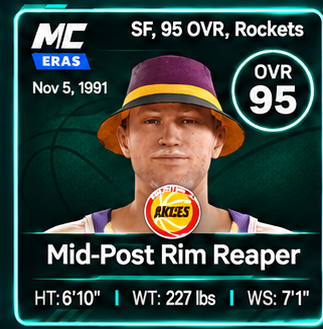 MC
ERAS
SF, 95 OVR, Rockets
Nov 5, 1991
OVR
95
Mid-Post Rim Reaper
HT: 6'10" | WT: 227 lbs | WS: 7'1"